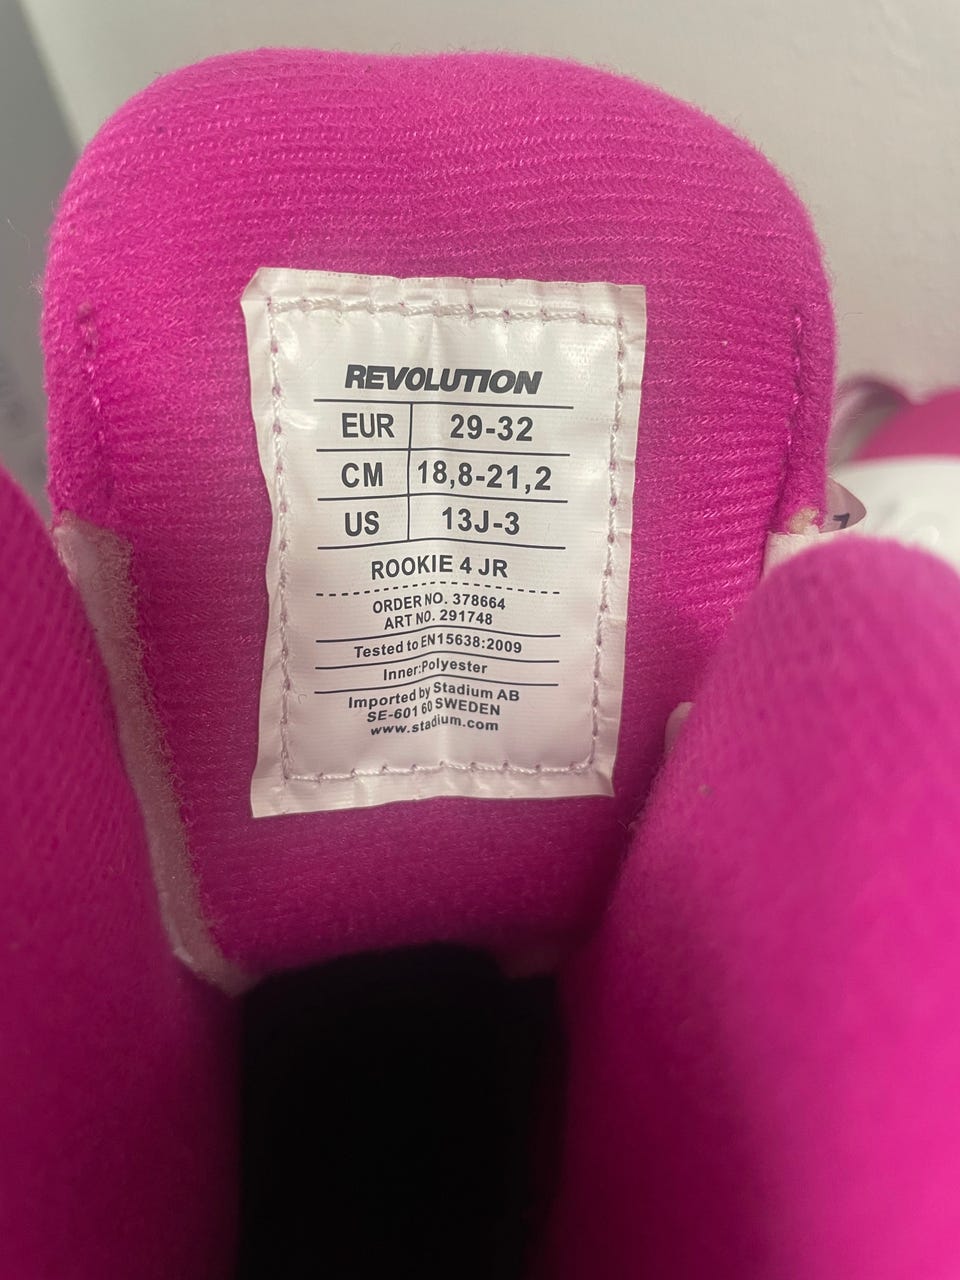 REVOLUTION
EUR 29-32
CM 18,8-21,2
US 13J-3
ROOKIE 4 JR
ORDER NO. 378664
ART NO. 291748
Tested to EN15638:2009
Inner:Polyester
Imported by Stadium AB
SE-601 60 SWEDEN
www.stadium.com